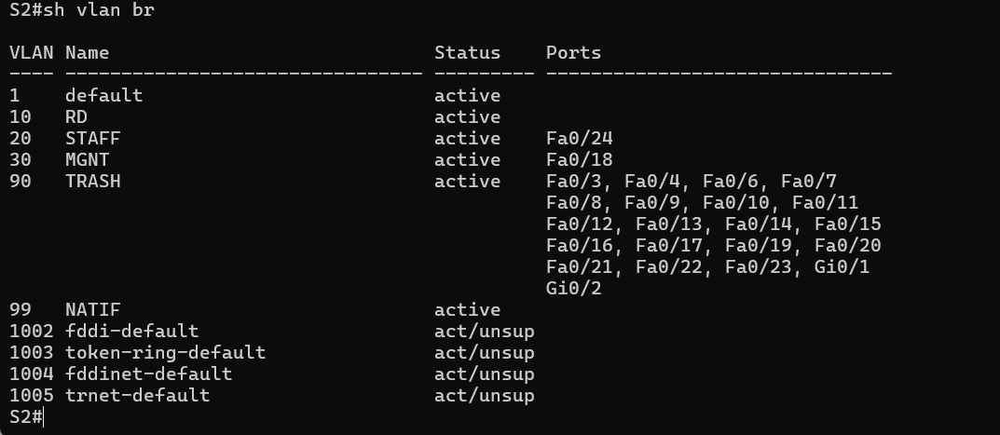 S2#sh vlan br
VLAN Name                             Status    Ports
---- -------------------------------- --------- -------------------------------
1    default                          active
10   RD                               active
20   STAFF                            active    Fa0/24
30   MGNT                             active    Fa0/18
90   TRASH                            active    Fa0/3, Fa0/4, Fa0/6, Fa0/7
                                                Fa0/8, Fa0/9, Fa0/10, Fa0/11
                                                Fa0/12, Fa0/13, Fa0/14, Fa0/15
                                                Fa0/16, Fa0/17, Fa0/19, Fa0/20
                                                Fa0/21, Fa0/22, Fa0/23, Gi0/1
                                                Gi0/2
99   NATIF                            active
1002 fddi-default                     act/unsup
1003 token-ring-default               act/unsup
1004 fddinet-default                  act/unsup
1005 trnet-default                    act/unsup
S2#